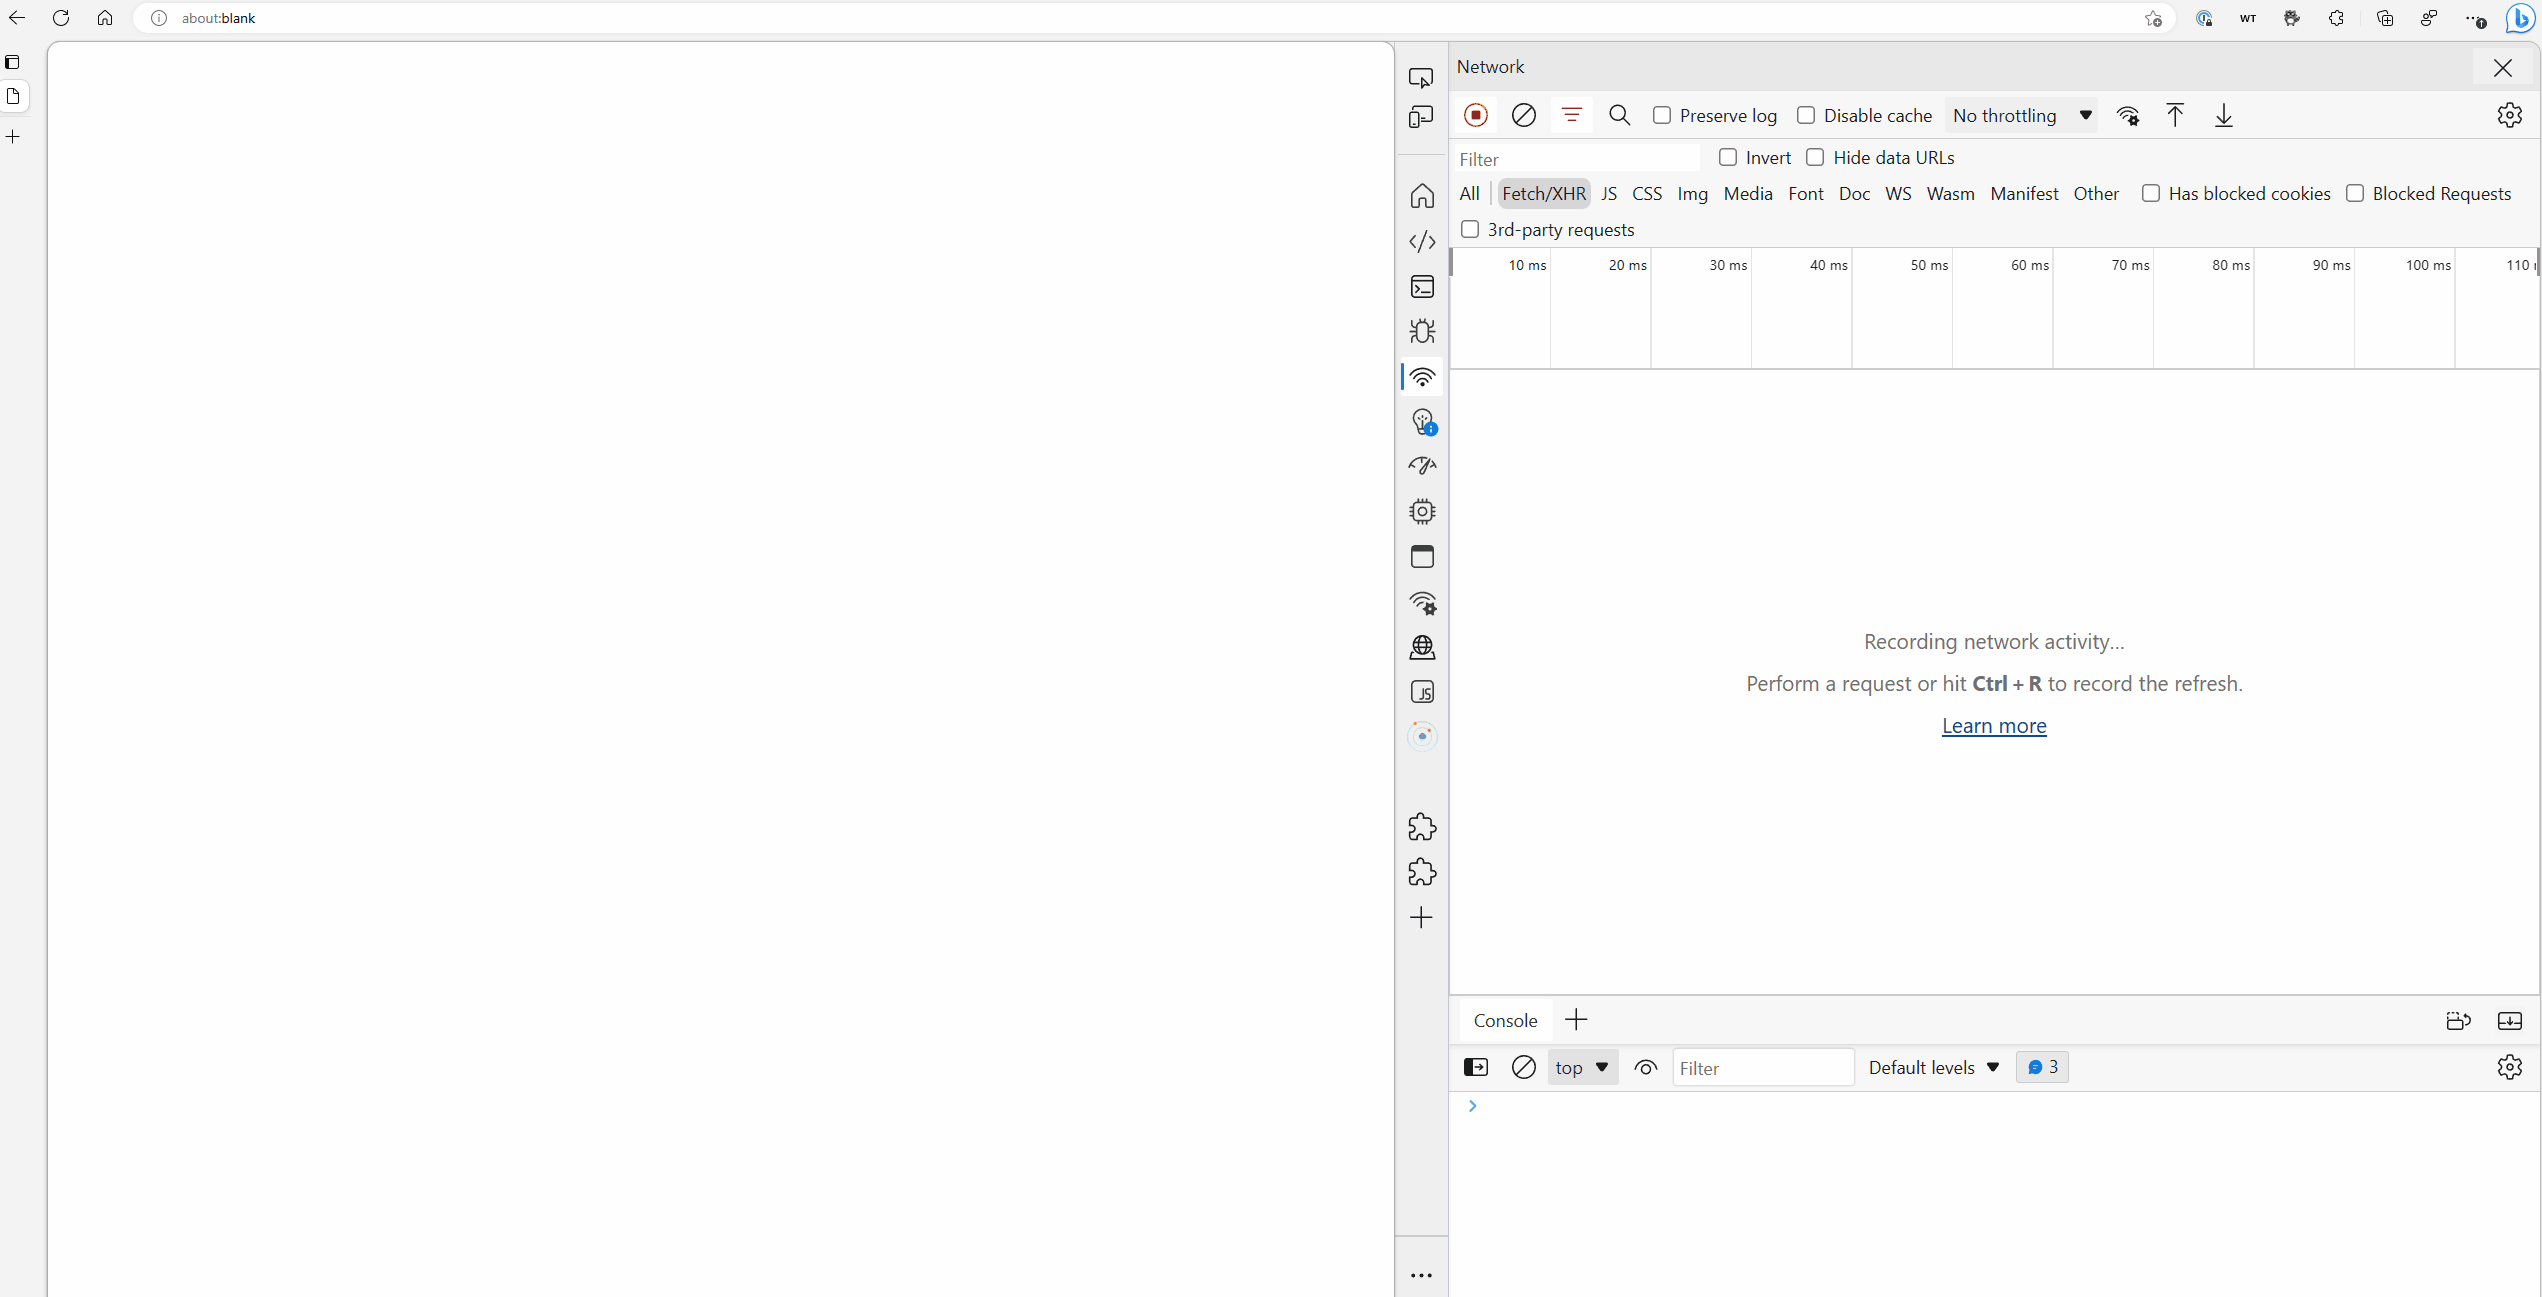 about:blank
WT
Network
Preserve log Disable cache No throttling
Filter Invert Hide data URLs
All Fetch/XHR JS CSS Img Media Font Doc WS Wasm Manifest Other Has blocked cookies Blocked Requests
3rd-party requests
10 ms 20 ms 30 ms 40 ms 50 ms 60 ms 70 ms 80 ms 90 ms 100 ms 110
Recording network activity...
Perform a request or hit Ctrl + R to record the refresh.
Learn more
JS
Console
top Filter Default levels 3